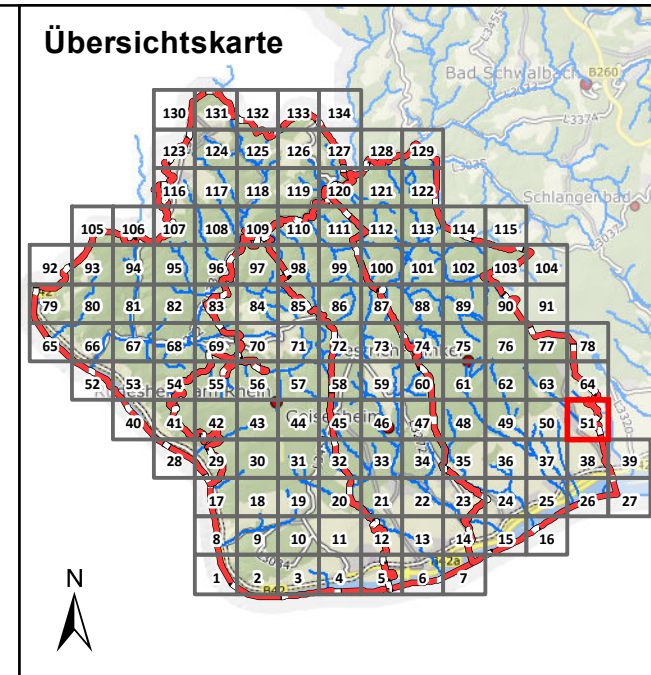 Übersichtskarte
130 131 132 133 134
L3455
Bad Schwalbach
B260
L3374
123 124 125 126 127 128 129
L3035
116 117 118 119 120 121 122
Schlangenbad
L3037
105 106 107 108 109 110 111 112 113 114 115
92 93 94 95 96 97 98 99 100 101 102 103 104
79 80 81 82 83 84 85 86 87 88 89 90 91
65 66 67 68 69 70 71 72 73 74 75 76 77 78
52 53 54 55 56 57 58 59 60 61 62 63 64
L3320
40 41 42 43 44 45 46 47 48 49 50 51
28 29 30 31 32 33 34 35 36 37 38 39
17 18 19 20 21 22 23 24 25 26 27
8 9 10 11 12 13 14 15 16
L3034
B42a
1 2 3 4 5 6 7
B42
N